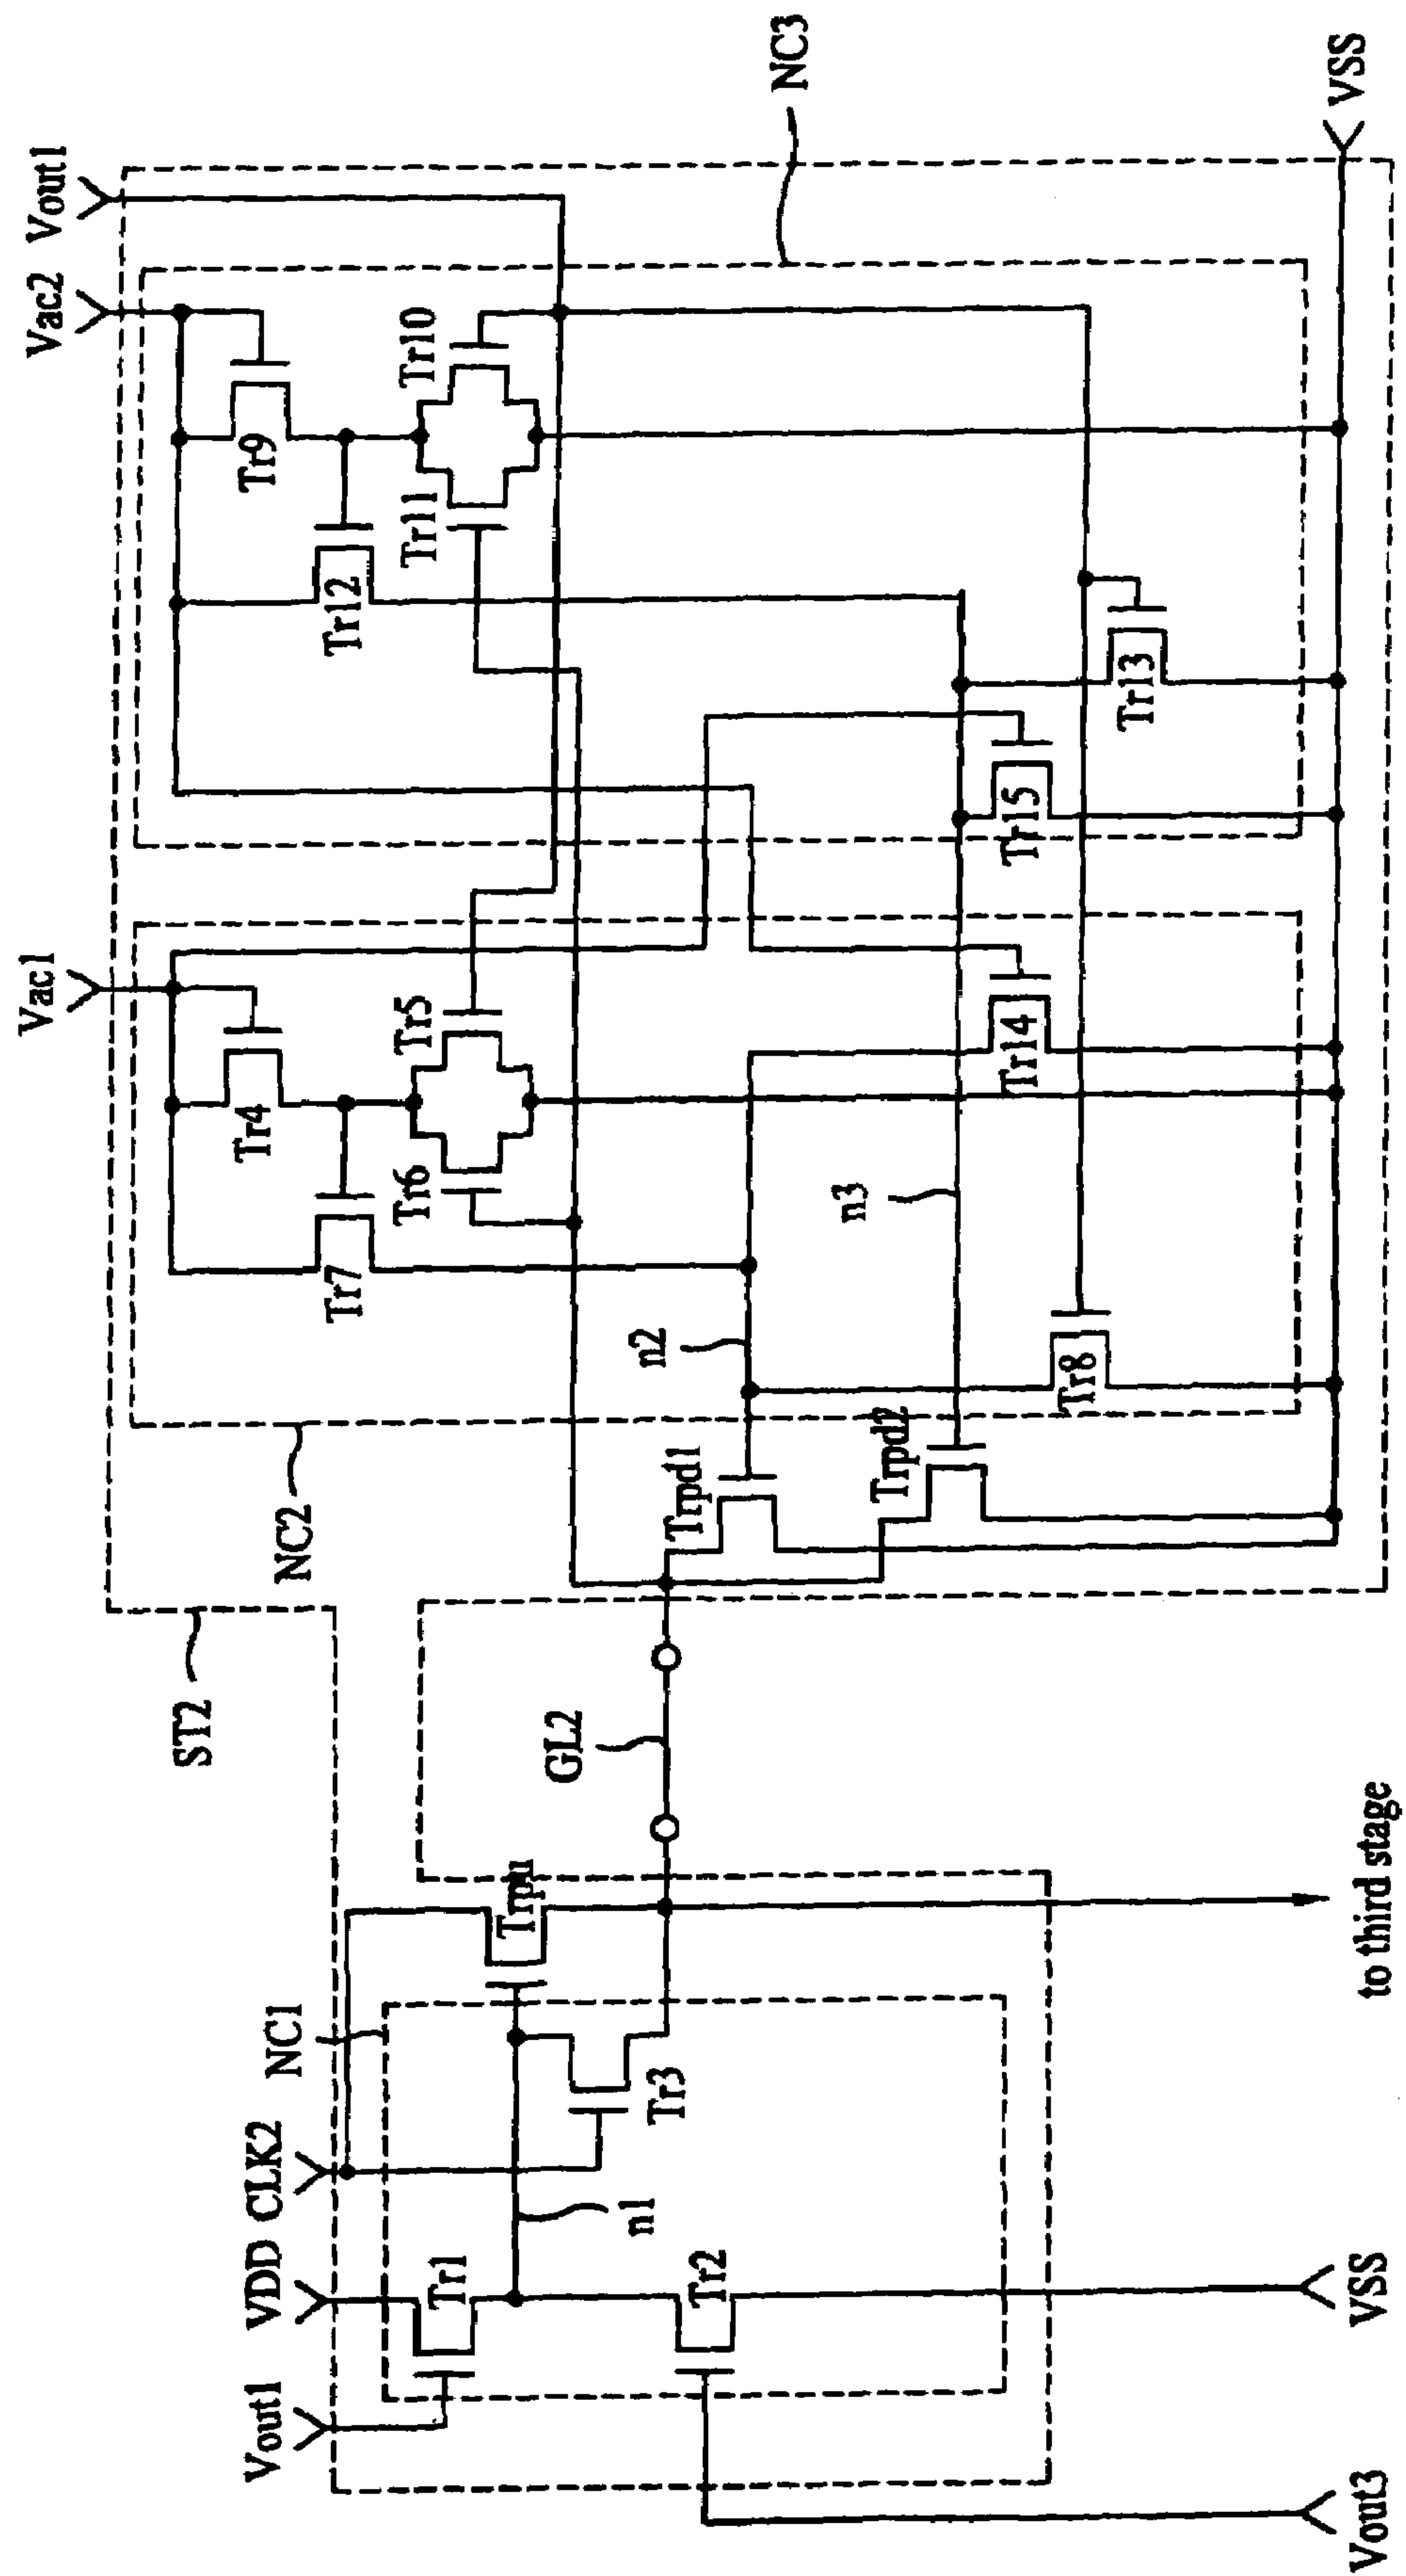 Vout1
VDD
CLK2
NC1
ST2
NC2
Vac1
Vac2
Vout1
NC3
Tr1
n1
Tr2
Tr3
Trpu
GL2
Trpd1
Trpd2
n2
n3
Tr4
Tr5
Tr6
Tr7
Tr8
Tr14
Tr9
Tr10
Tr11
Tr12
Tr15
Tr13
VSS
Vout3
VSS
to third stage